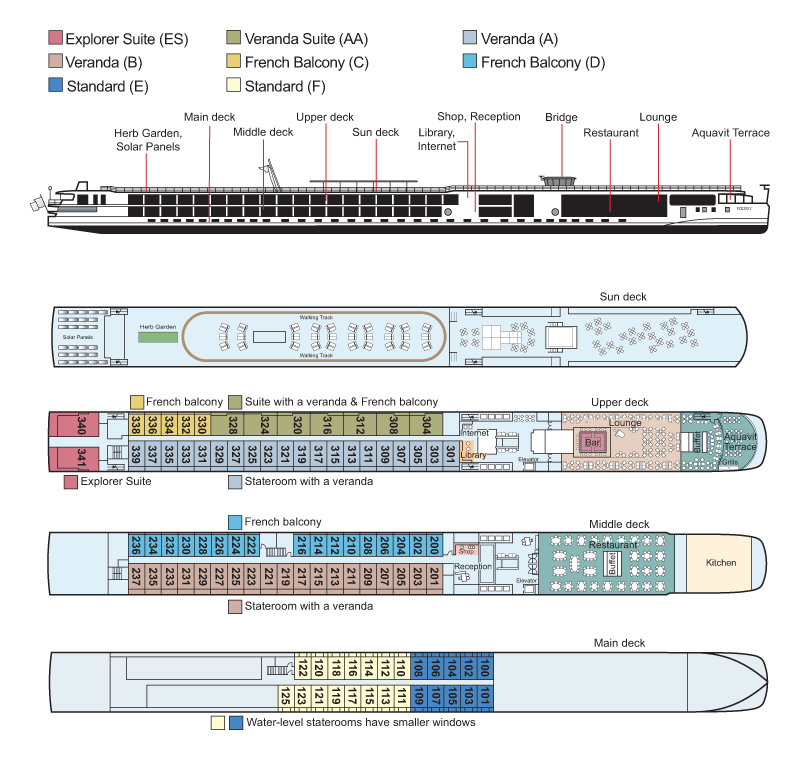 Explorer Suite (ES)
Veranda Suite (AA)
Veranda (A)
Veranda (B)
French Balcony (C)
French Balcony (D)
Standard (E)
Standard (F)
Herb Garden,
Solar Panels
Main deck
Middle deck
Upper deck
Sun deck
Library,
Internet
Shop, Reception
Bridge
Restaurant
Lounge
Aquavit Terrace
Sun deck
Solar Panels
Herb Garden
Walking Track
Walking Track
French balcony
Suite with a veranda & French balcony
Upper deck
340
338 336 334 332 330 328 324 320 316 312 308 304
341
339 337 335 333 331 329 327 325 323 321 319 317 315 313 311 309 307 305 303 301
Internet
Library
Elevator
Lounge
Bar
Buffet
Aquavit
Terrace
Grills
Explorer Suite
Stateroom with a veranda
French balcony
Middle deck
236 234 232 230 228 226 224 222 216 214 212 210 208 206 204 202 200
237 235 233 231 229 227 225 223 221 219 217 215 211 209 207 205 203 201
Shop
Reception
Elevator
Restaurant
Buffet
Kitchen
Stateroom with a veranda
Main deck
122 120 118 116 114 112 110 108 106 104 102 100
125 123 121 119 117 115 113 111 109 107 105 103 101
Water-level staterooms have smaller windows